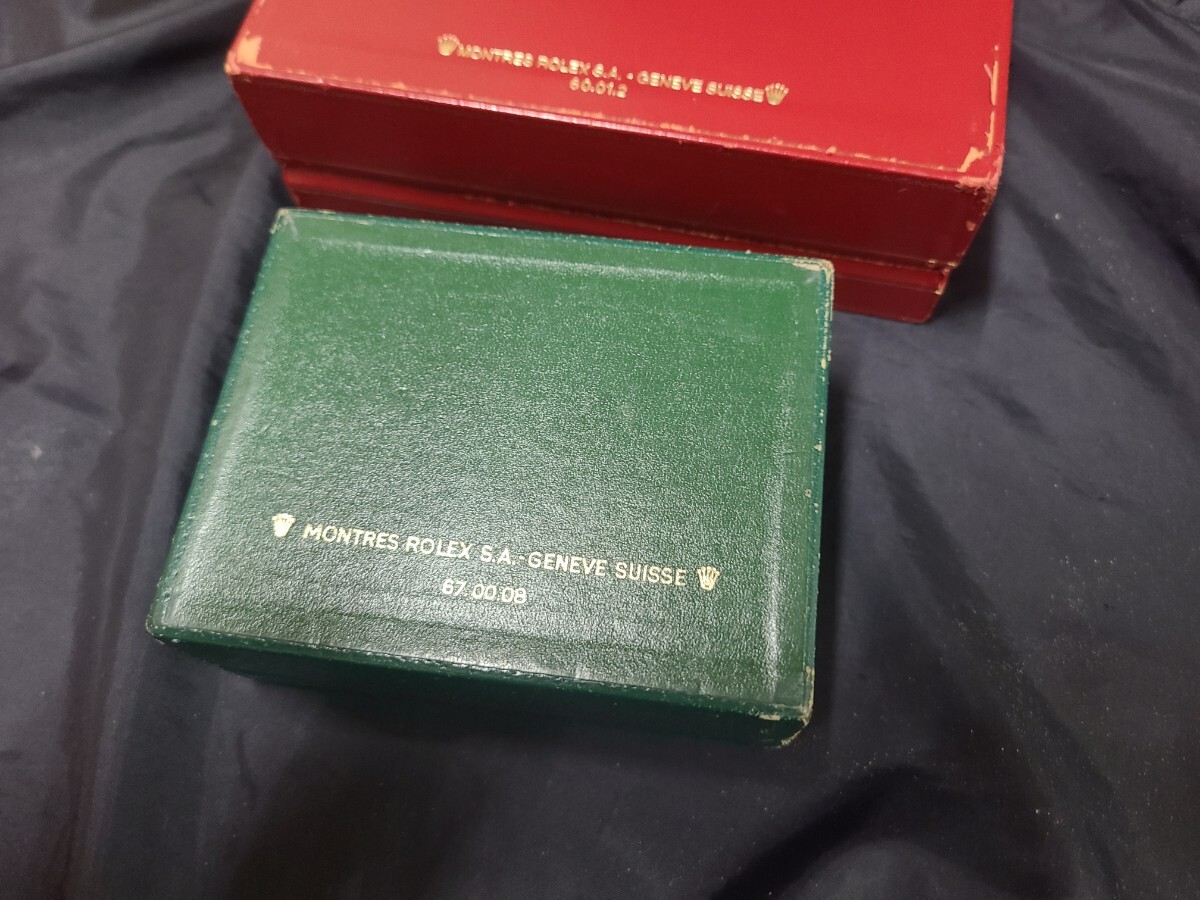 MONTRES ROLEX S.A. · GENEVE SUISSE
60.01.2
MONTRES ROLEX S.A. - GENEVE SUISSE
67.00.08